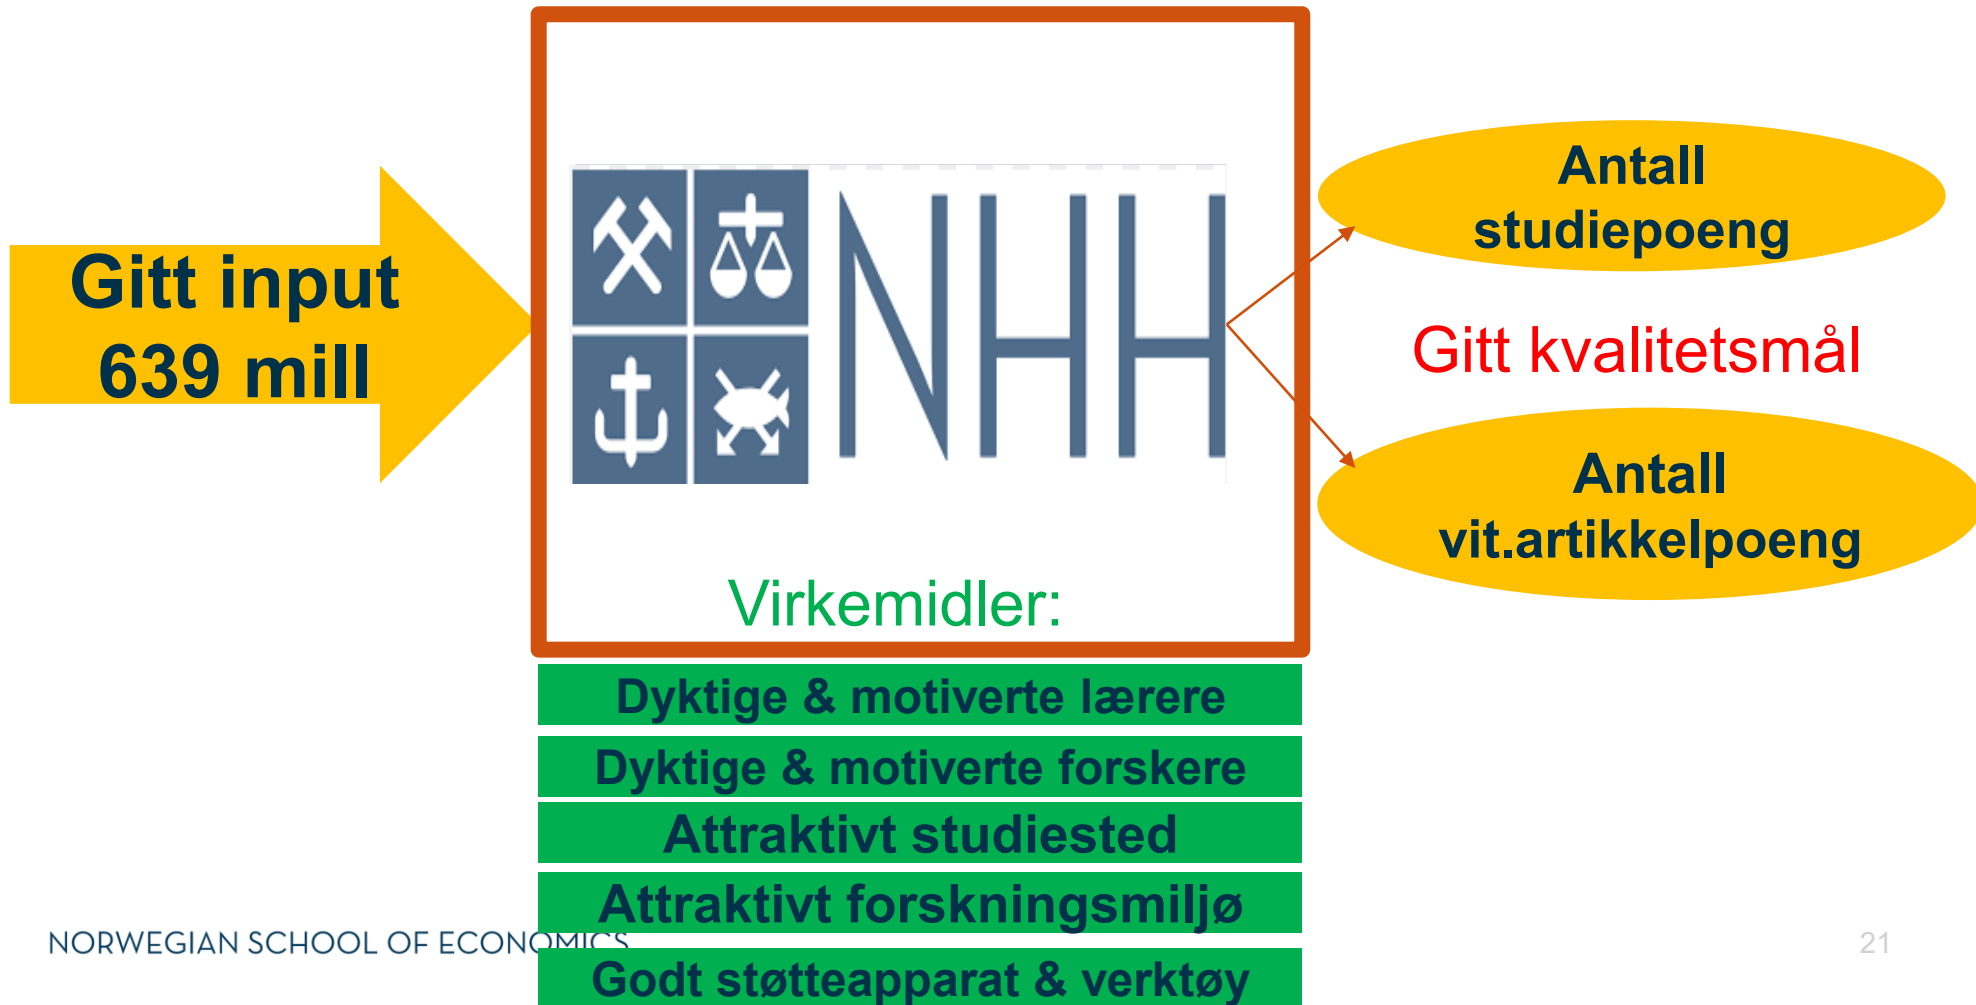 Gitt input
639 mill
NHH
Virkemidler:
Dyktige & motiverte lærere
Dyktige & motiverte forskere
Attraktivt studiested
Attraktivt forskningsmiljø
Godt støtteapparat & verktøy
Antall
studiepoeng
Gitt kvalitetsmål
Antall
vit.artikkelpoeng
NORWEGIAN SCHOOL OF ECONOMICS
21